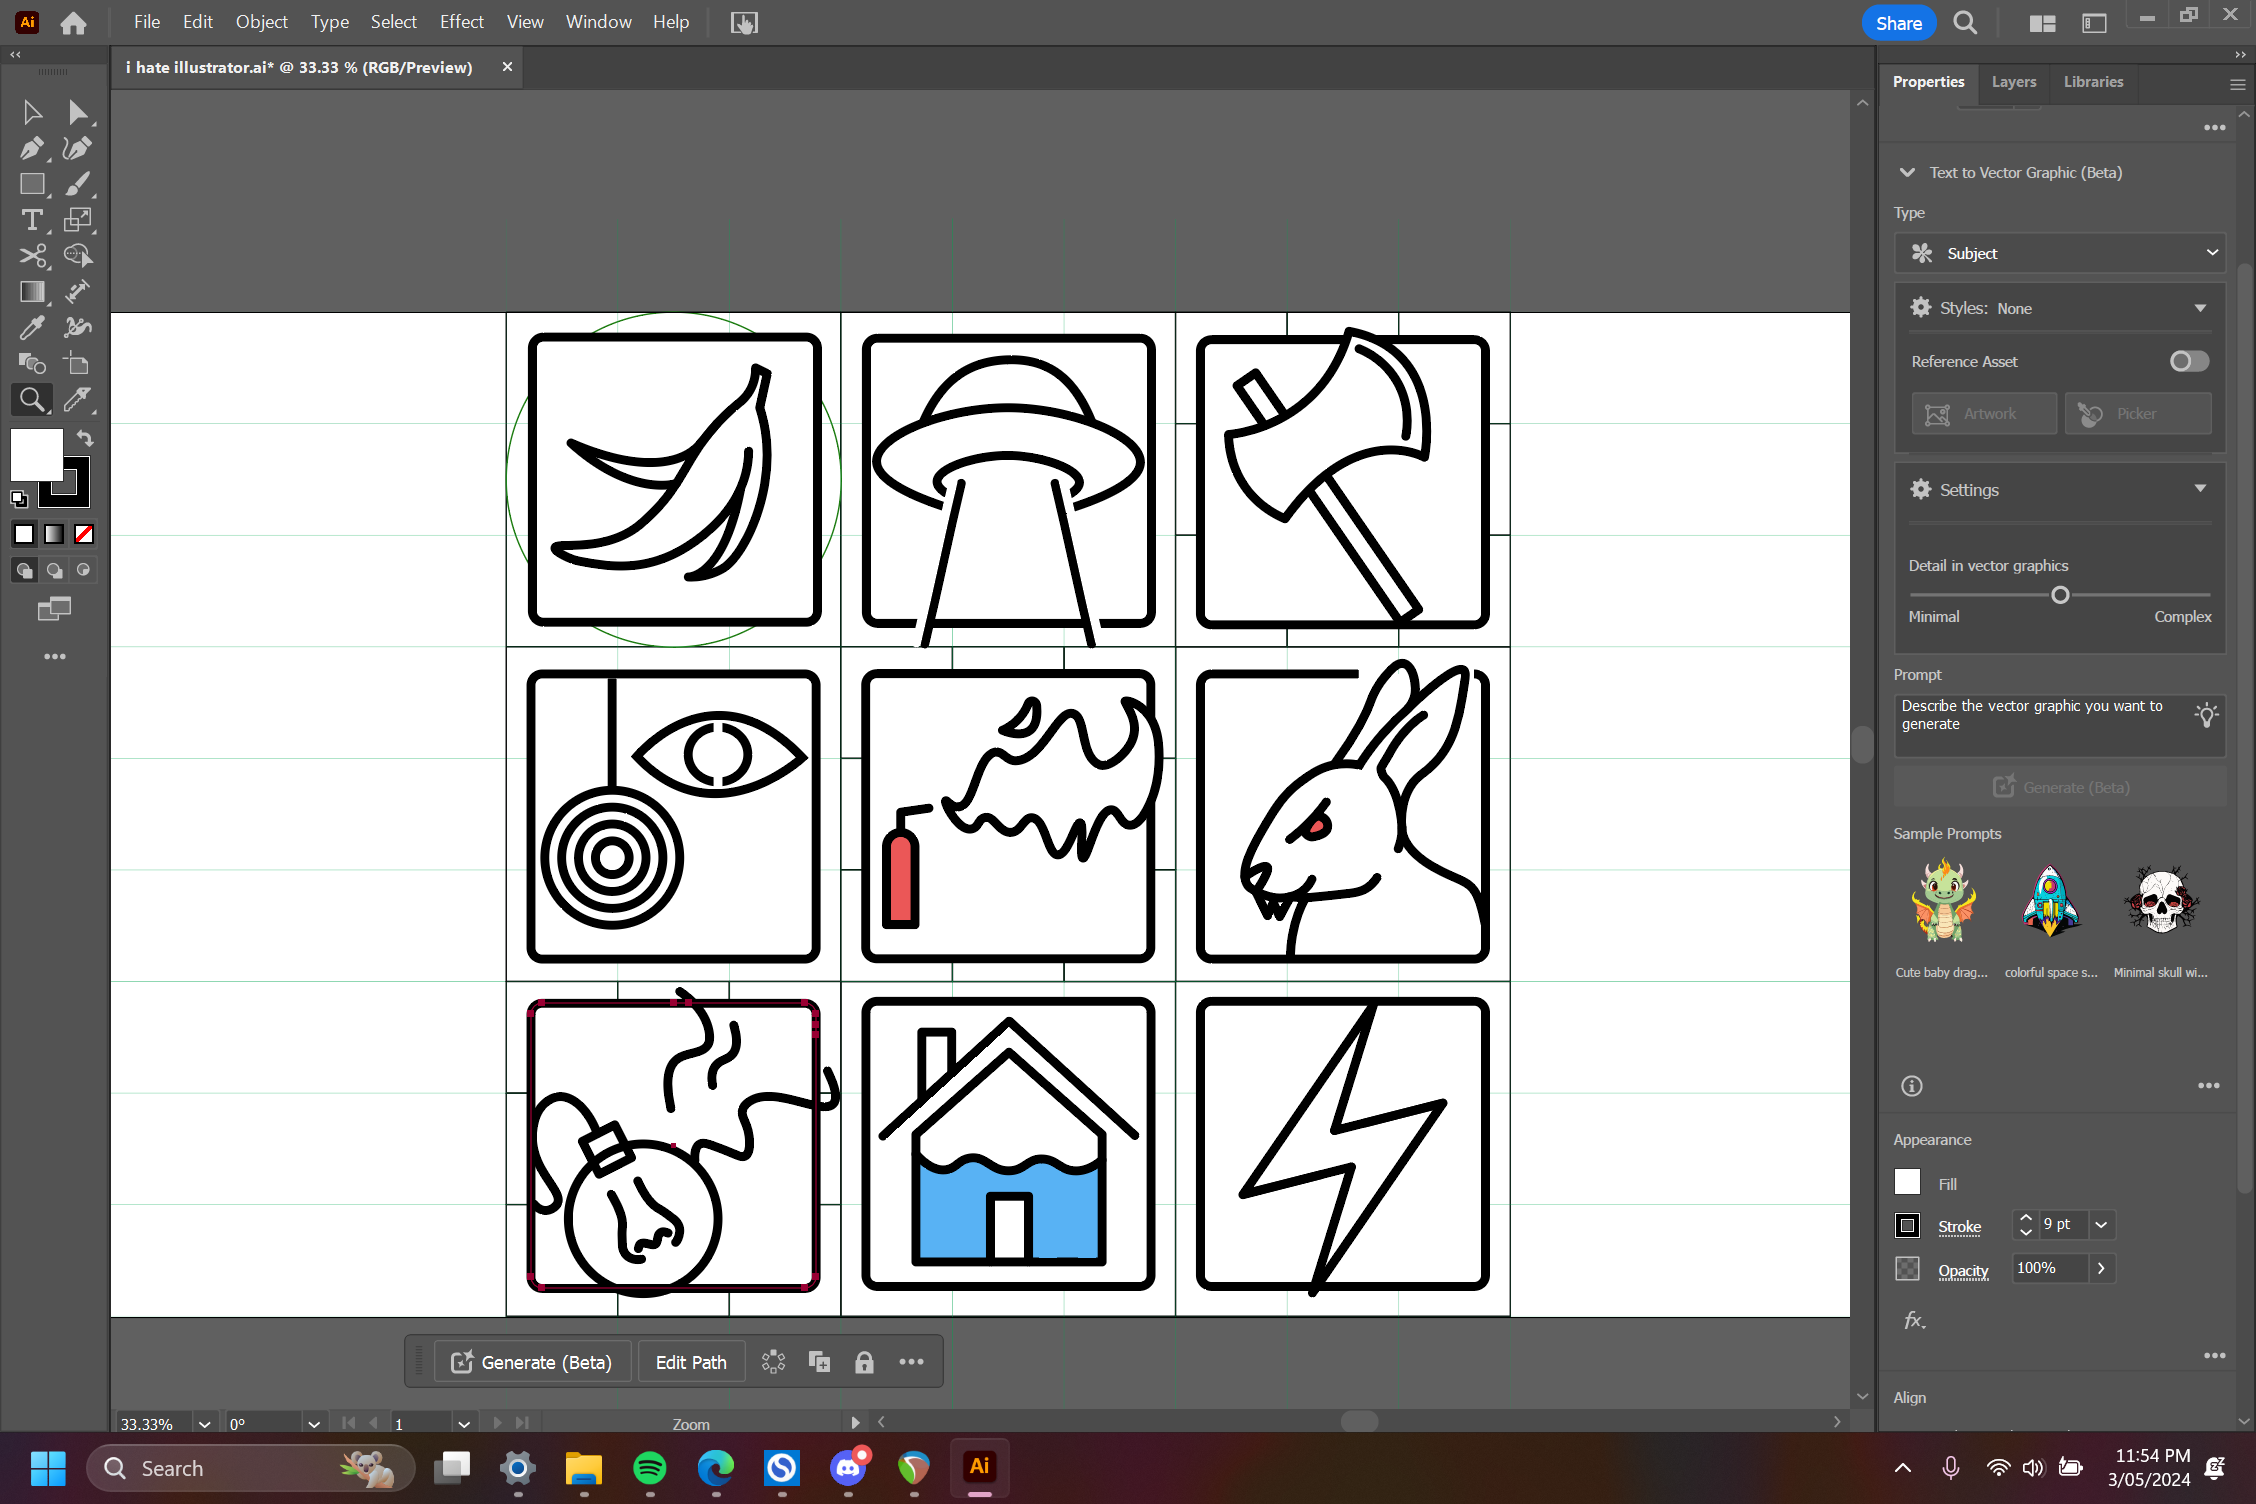 Ai
File Edit Object Type Select Effect View Window Help
Share
i hate illustrator.ai* @ 33.33 % (RGB/Preview)
Properties Layers Libraries
Text to Vector Graphic (Beta)
Type
Subject
Styles: None
Reference Asset
Artwork Picker
Settings
Detail in vector graphics
Minimal Complex
Prompt
Describe the vector graphic you want to
generate
Generate (Beta)
Sample Prompts
Cute baby drag... colorful space s... Minimal skull wi...
Appearance
Fill
Stroke 9 pt
Opacity 100%
fx.
Align
Generate (Beta) Edit Path
33.33% 0° 1 Zoom
Search
Ai
11:54 PM
3/05/2024